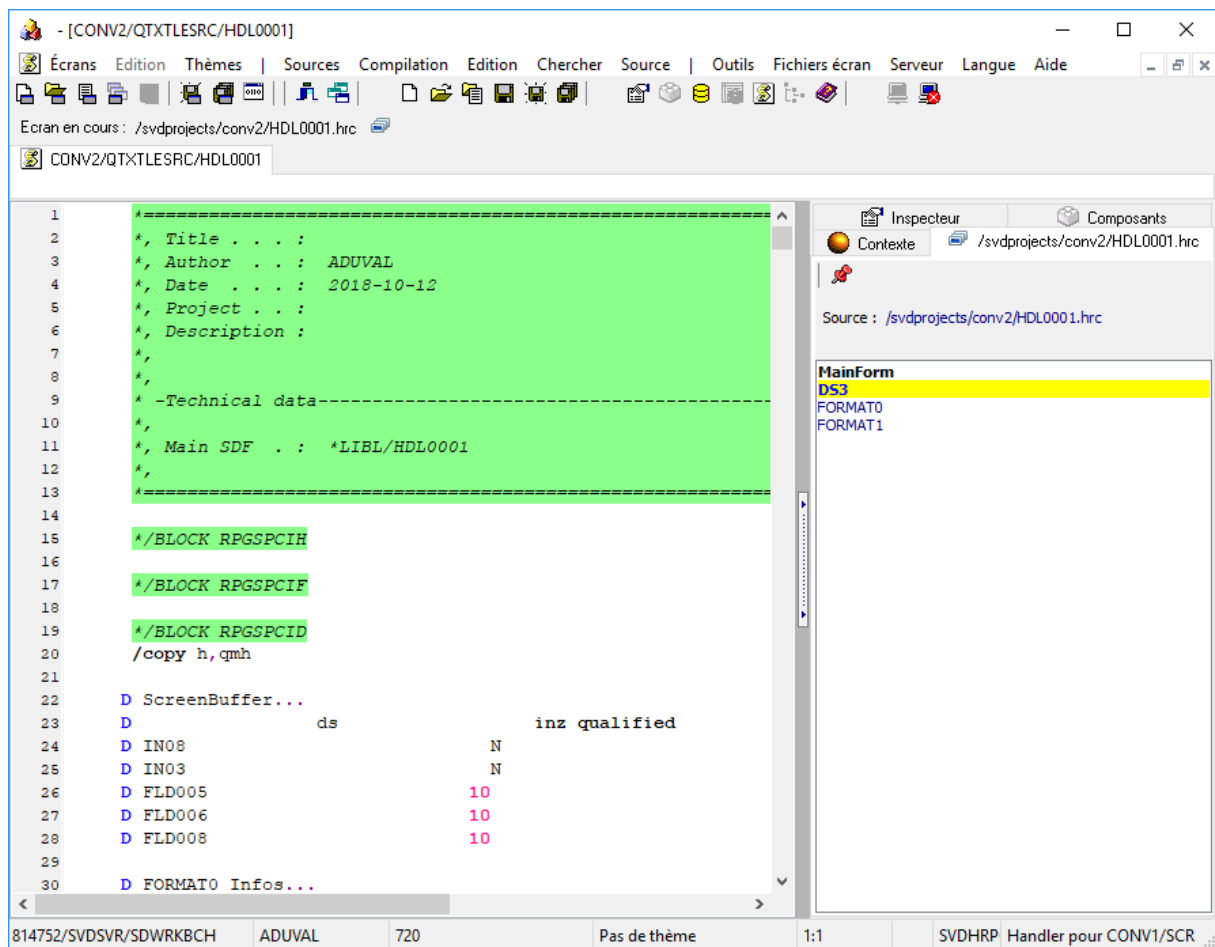 - [CONV2/QTXTLESRC/HDL0001]
Écrans Edition Thèmes | Sources Compilation Edition Chercher Source | Outils Fichiers écran Serveur Langue Aide
Ecran en cours : /svdprojects/conv2/HDL0001.hrc
CONV2/QTXTLESRC/HDL0001
1 *======================================================================
2 *, Title . . . :
3 *, Author . . : ADUVAL
4 *, Date . . . : 2018-10-12
5 *, Project . . :
6 *, Description :
7 *,
8 *,
9 * -Technical data--------------------------------------------------
10 *,
11 *, Main SDF . : *LIBL/HDL0001
12 *,
13 *======================================================================
14
15 */BLOCK RPGSPCIH
16
17 */BLOCK RPGSPCIF
18
19 */BLOCK RPGSPCID
20 /copy h,qmh
21
22 D ScreenBuffer...
23 D ds inz qualified
24 D IN08 N
25 D IN03 N
26 D FLD005 10
27 D FLD006 10
28 D FLD008 10
29
30 D FORMAT0 Infos...
Inspecteur Composants
Contexte /svdprojects/conv2/HDL0001.hrc
Source : /svdprojects/conv2/HDL0001.hrc
MainForm
DS3
FORMAT0
FORMAT1
814752/SVDSVR/SDWRKBCH ADUVAL 720 Pas de thème 1:1 SVDHRP Handler pour CONV1/SCR